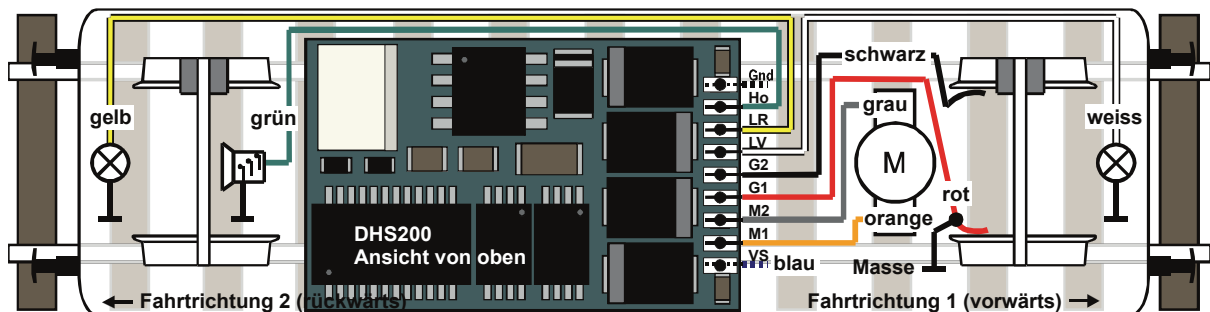 schwarz
Gnd
Ho
grau
gelb
grün
LR
weiss
LV
M
G2
G1
rot
M2
orange
DHS200
M1
Ansicht von oben
VS
blau
Masse
Fahrtrichtung 2 (rückwärts)
Fahrtrichtung 1 (vorwärts)